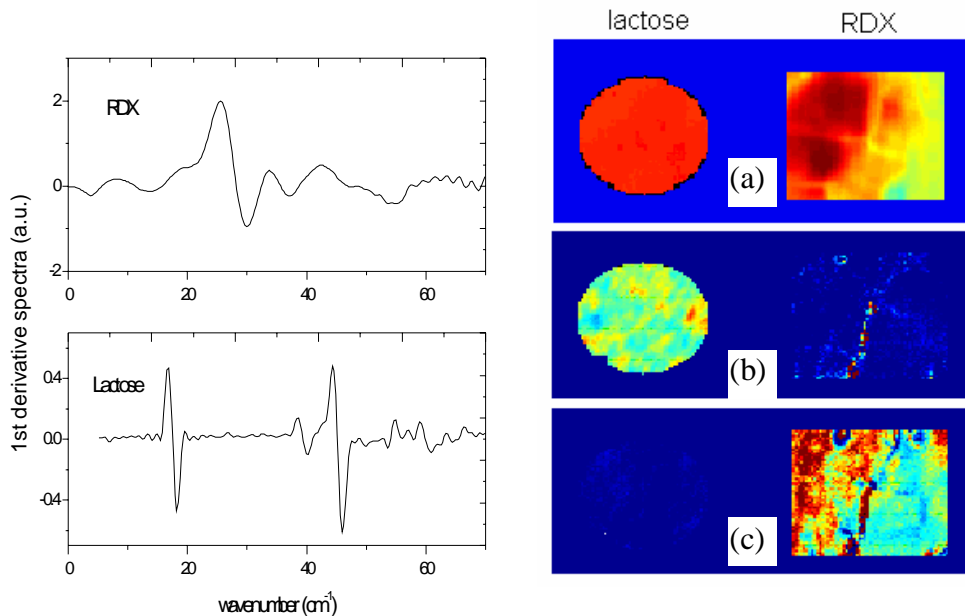 1st derivative spectra (a.u.)
RDX
2
0
-2
0 20 40 60
Lactose
0.4
0.0
-0.4
0 20 40 60
wavenumber (cm⁻¹)
lactose RDX
(a)
(b)
(c)